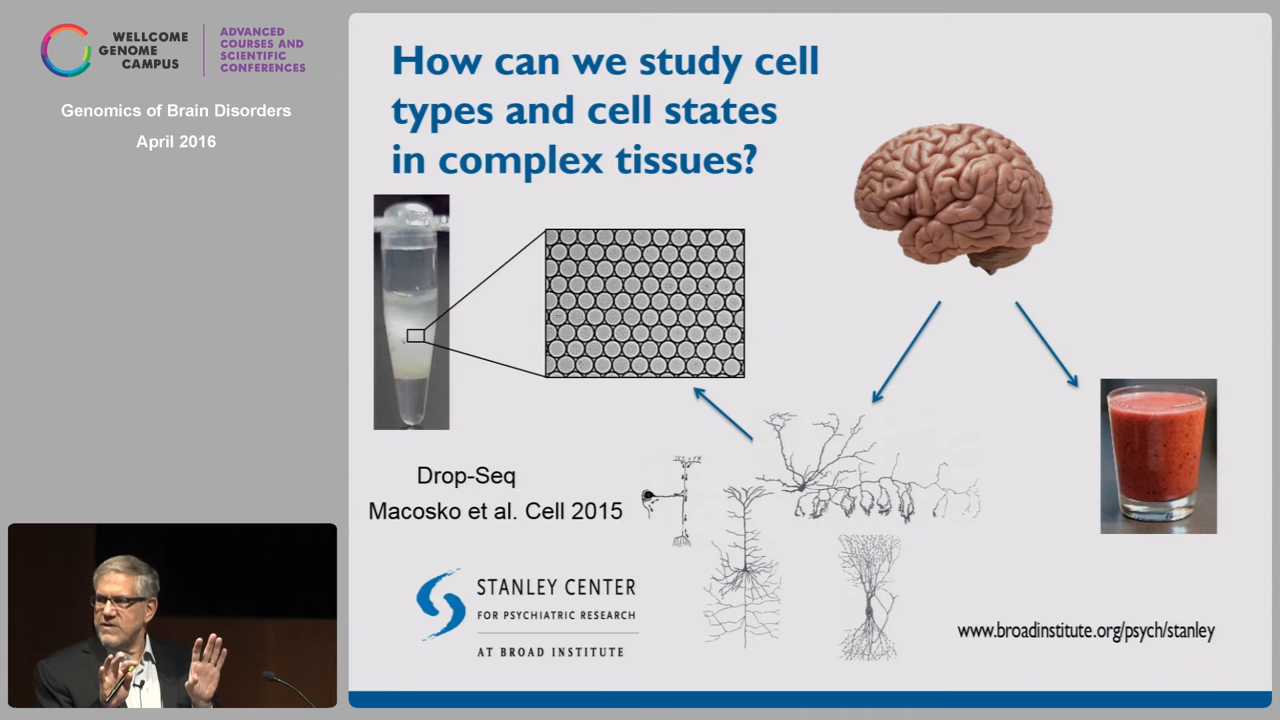 WELLCOME
GENOME
CAMPUS
ADVANCED
COURSES AND
SCIENTIFIC
CONFERENCES
Genomics of Brain Disorders
April 2016
How can we study cell
types and cell states
in complex tissues?
Drop-Seq
Macosko et al. Cell 2015
STANLEY CENTER
FOR PSYCHIATRIC RESEARCH
AT BROAD INSTITUTE
www.broadinstitute.org/psych/stanley